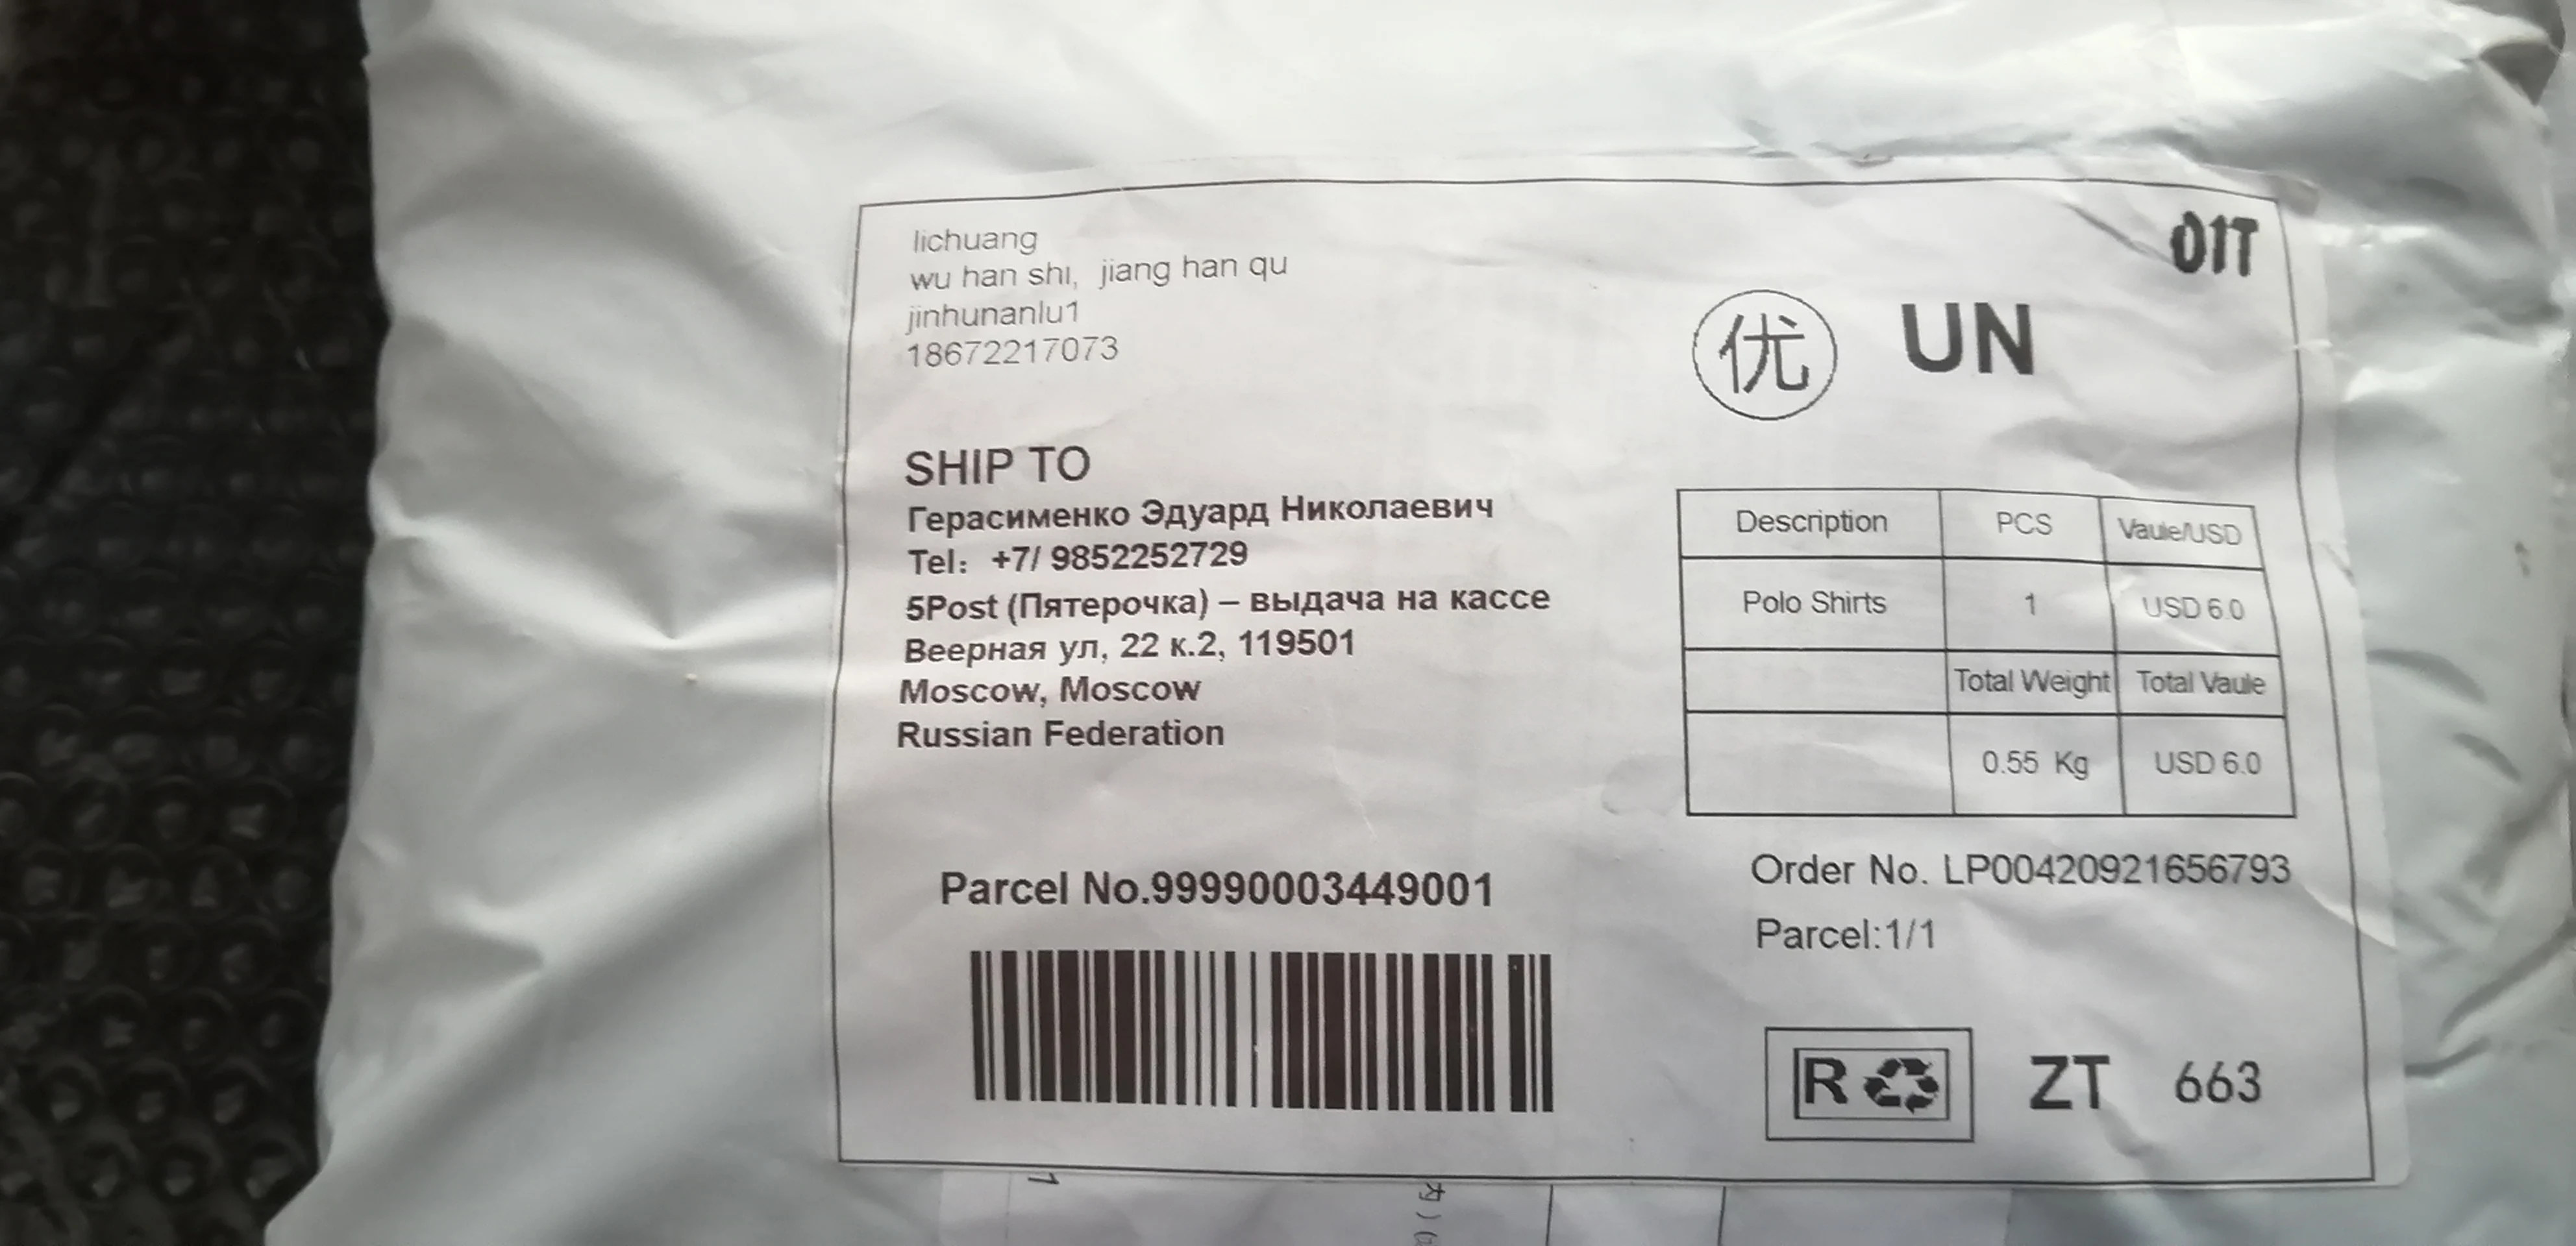 lichuang
wu han shi, jiang han qu
jinhunanlu1
18672217073
01T
优 UN
SHIP TO
Герасименко Эдуард Николаевич
Tel: +7/ 9852252729
5Post (Пятерочка) – выдача на кассе
Веерная ул, 22 к.2, 119501
Moscow, Moscow
Russian Federation
Description PCS Vaule/USD
Polo Shirts 1 USD 6.0
Total Weight Total Vaule
0.55 Kg USD 6.0
Parcel No.99990003449001
Order No. LP00420921656793
Parcel:1/1
R ZT 663